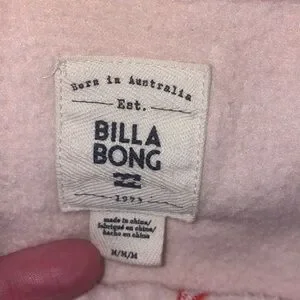 Born in Australia
Est.
BILLA
BONG
1973
made in china/
fabriqué en chine/
hecho en china
M/M/M